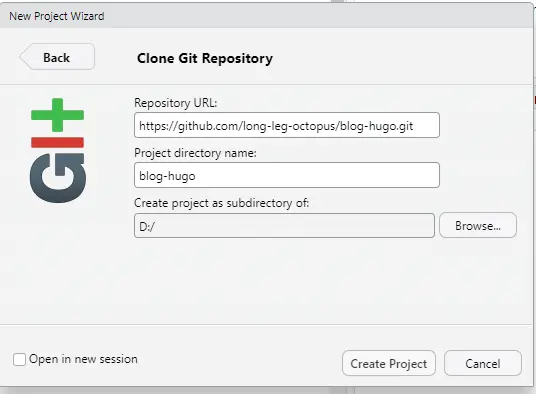 New Project Wizard
Back
Clone Git Repository
git
Repository URL:
https://github.com/long-leg-octopus/blog-hugo.git
Project directory name:
blog-hugo
Create project as subdirectory of:
D:/
Browse...
Open in new session
Create Project
Cancel